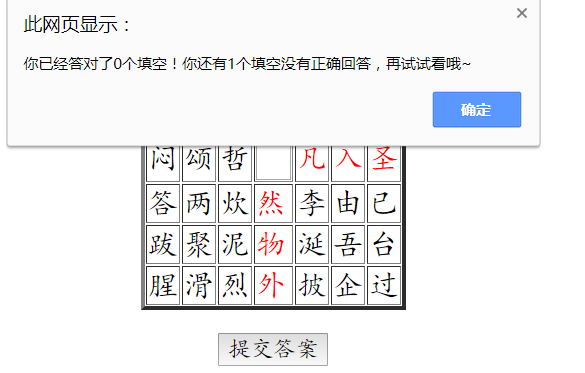 此网页显示：
你已经答对了0个填空！你还有1个填空没有正确回答，再试试看哦~
确定
闷颂哲 凡入圣
答两炊然李由已
跋聚泥物涎吾台
腥滑烈外披企过
提交答案